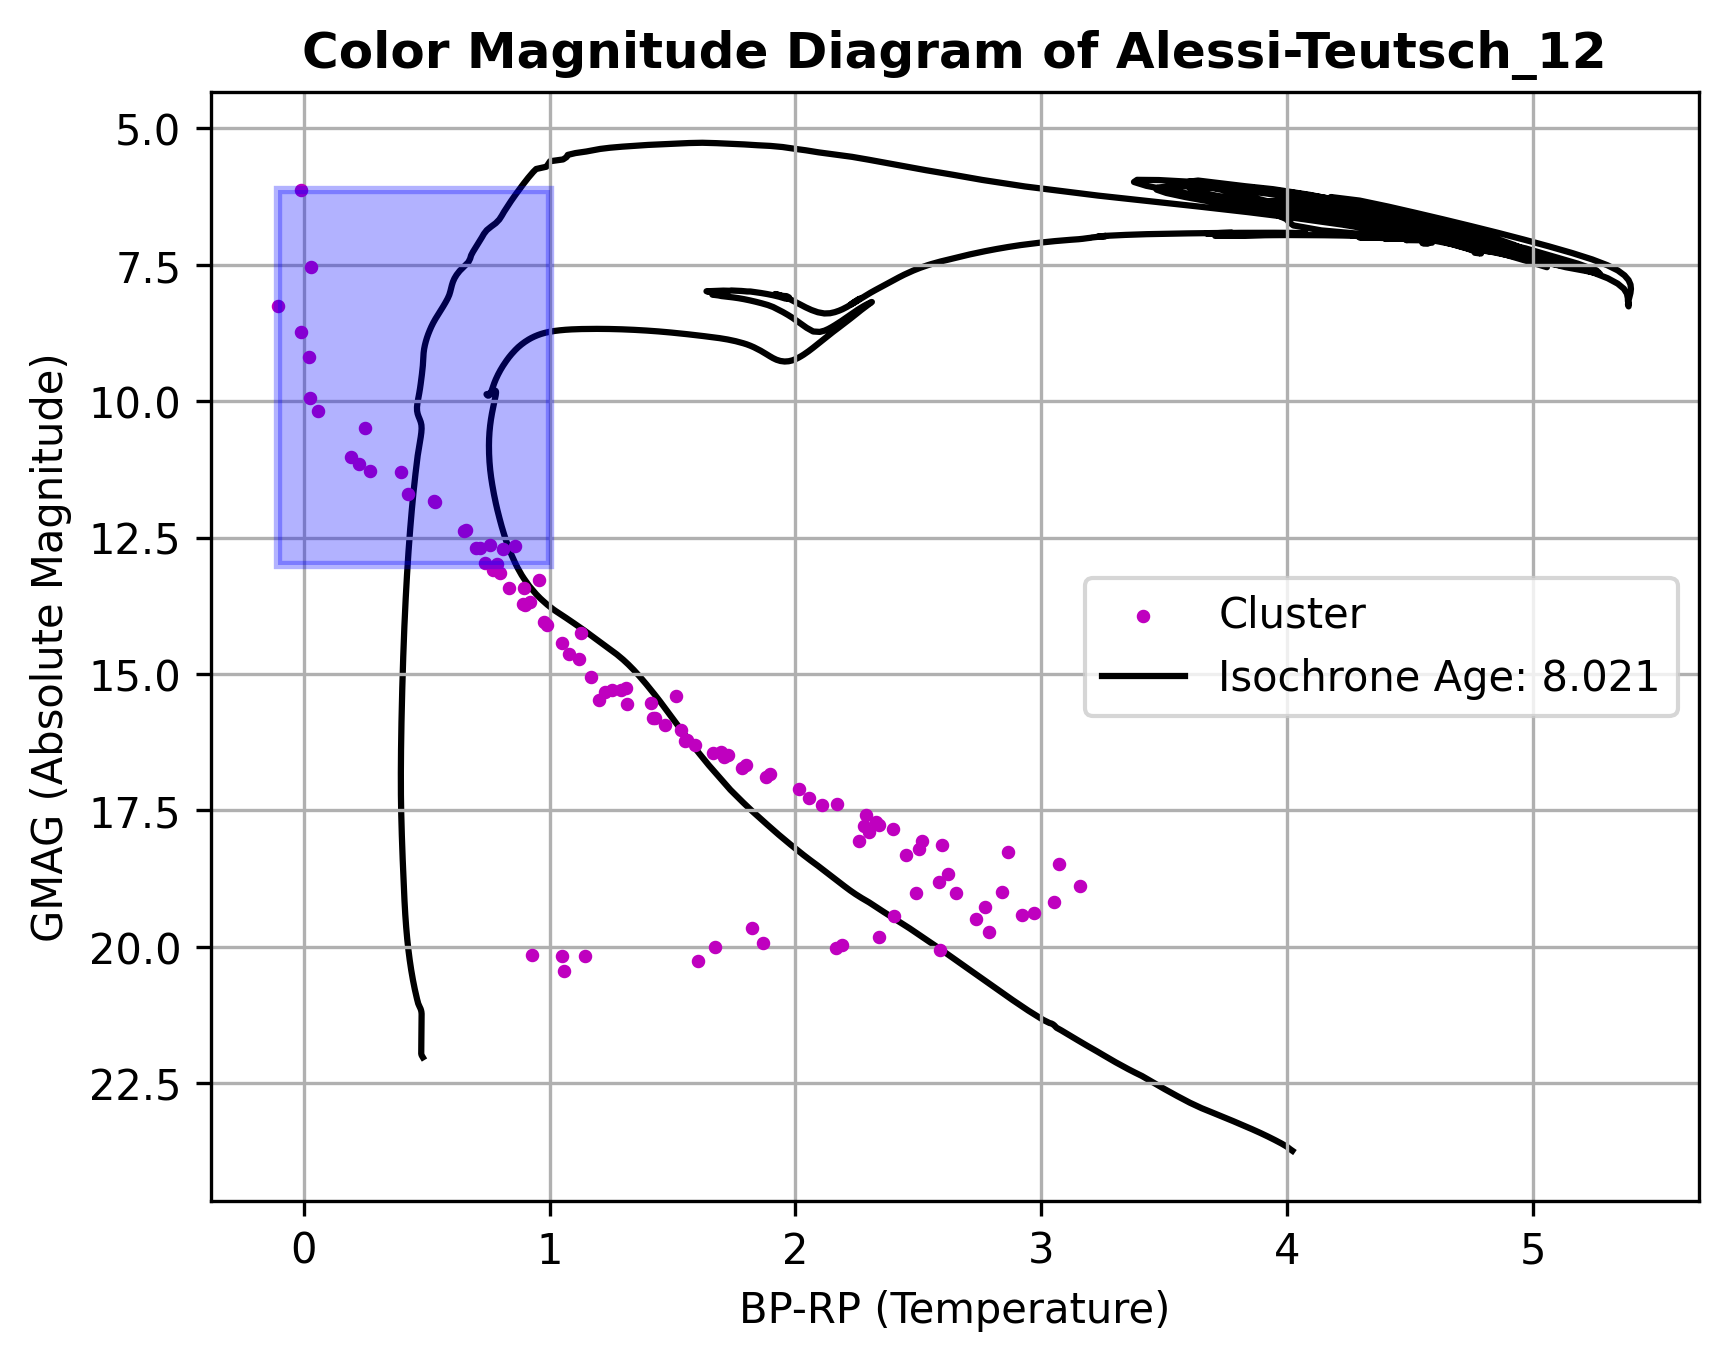 Color Magnitude Diagram of Alessi-Teutsch_12
5.0
7.5
10.0
12.5
15.0
17.5
20.0
22.5
GMAG (Absolute Magnitude)
Cluster
Isochrone Age: 8.021
0 1 2 3 4 5
BP-RP (Temperature)